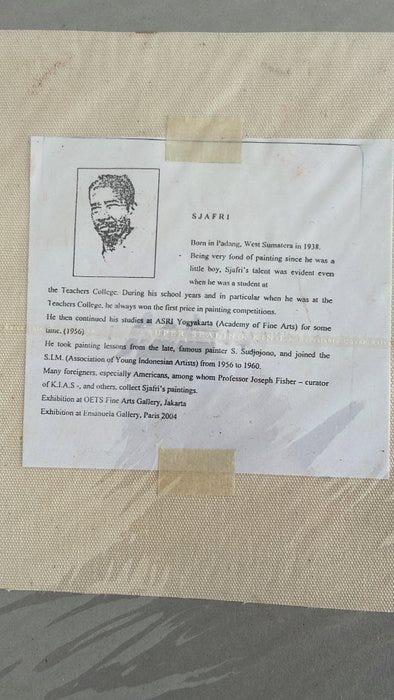 SJAFRI
Born in Padang, West Sumatera in 1938.
Being very fond of painting since he was a
little boy, Sjafri's talent was evident even
when he was a student at
the Teachers College. During his school years and in particular when he was at the
Teachers College, he always won the first price in painting competitions.
He then continued his studies at ASRI Yogyakarta (Academy of Fine Arts) for some
time. (1956)
He took painting lessons from the late, famous painter S. Sudjojono, and joined the
S.I.M. (Association of Young Indonesian Artists) from 1956 to 1960.
Many foreigners, especially Americans, among whom Professor Joseph Fisher – curator
of K.I.A.S -, and others, collect Sjafri's paintings.
Exhibition at OETS Fine Arts Gallery, Jakarta
Exhibition at Emanuela Gallery, Paris 2004